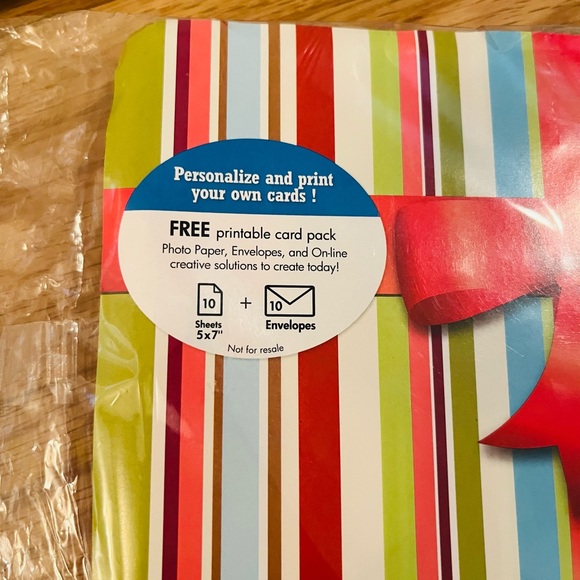 Personalize and print
your own cards !
FREE printable card pack
Photo Paper, Envelopes, and On-line
creative solutions to create today!
10 + 10
Sheets Envelopes
5x7"
Not for resale